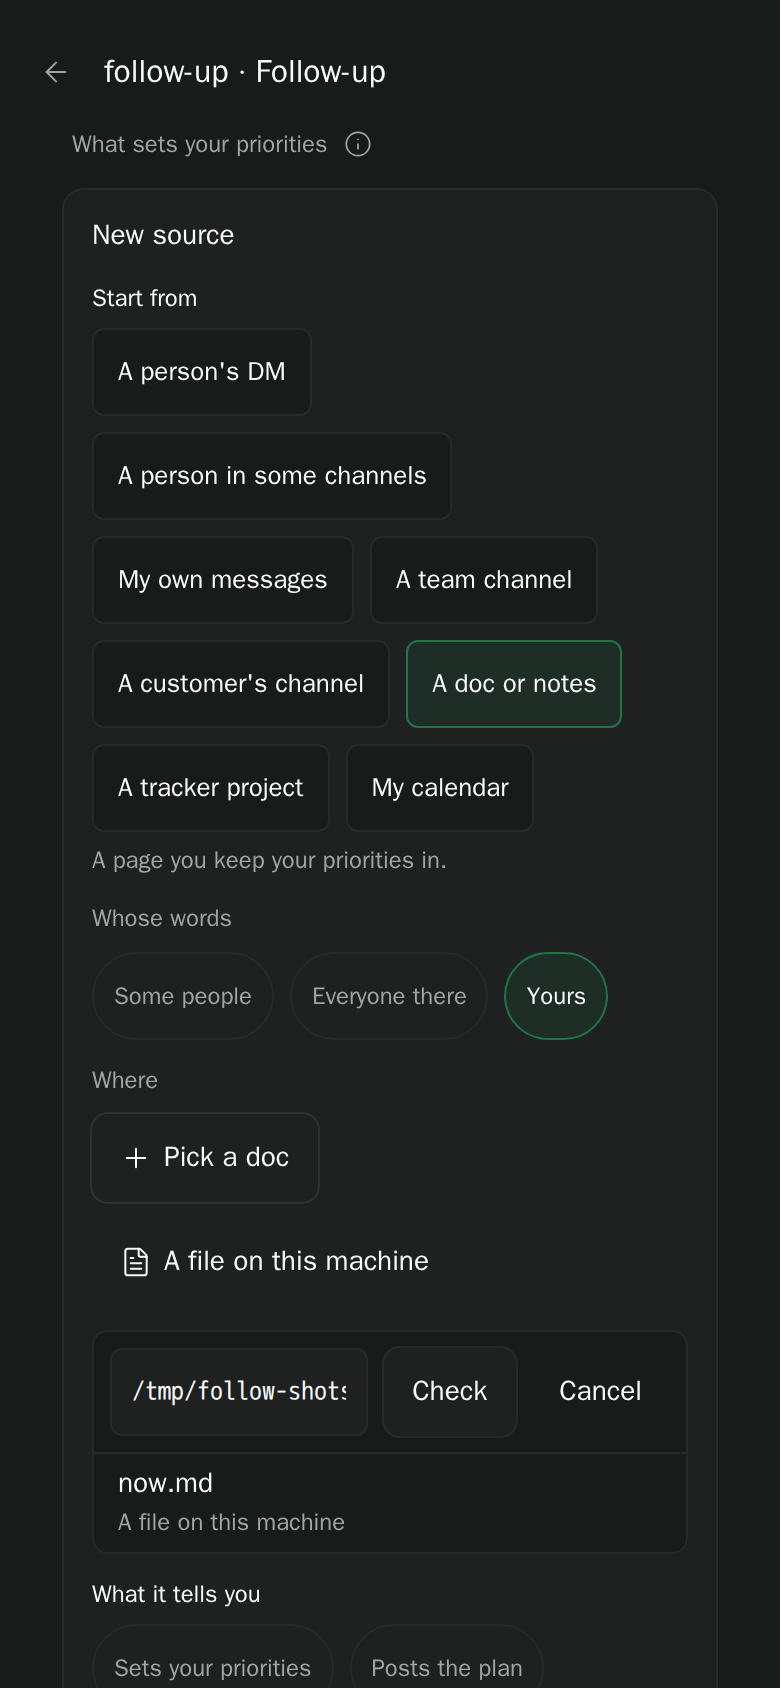 follow-up · Follow-up
What sets your priorities
New source
Start from
A person's DM
A person in some channels
My own messages
A team channel
A customer's channel
A doc or notes
A tracker project
My calendar
A page you keep your priorities in.
Whose words
Some people
Everyone there
Yours
Where
Pick a doc
A file on this machine
/tmp/follow-shots
Check
Cancel
now.md
A file on this machine
What it tells you
Sets your priorities
Posts the plan